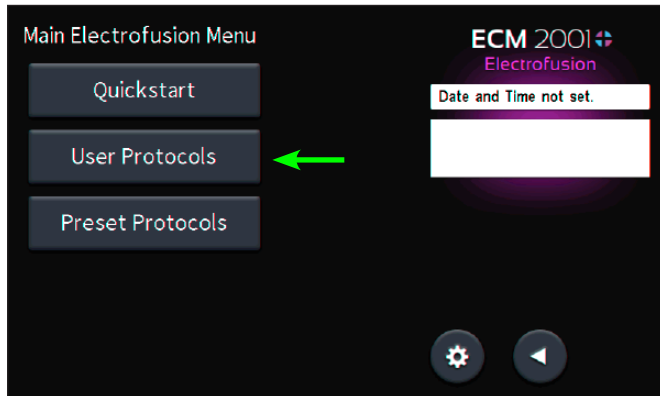 Main Electrofusion Menu
Quickstart
User Protocols
Preset Protocols
ECM 2001
Electrofusion
Date and Time not set.